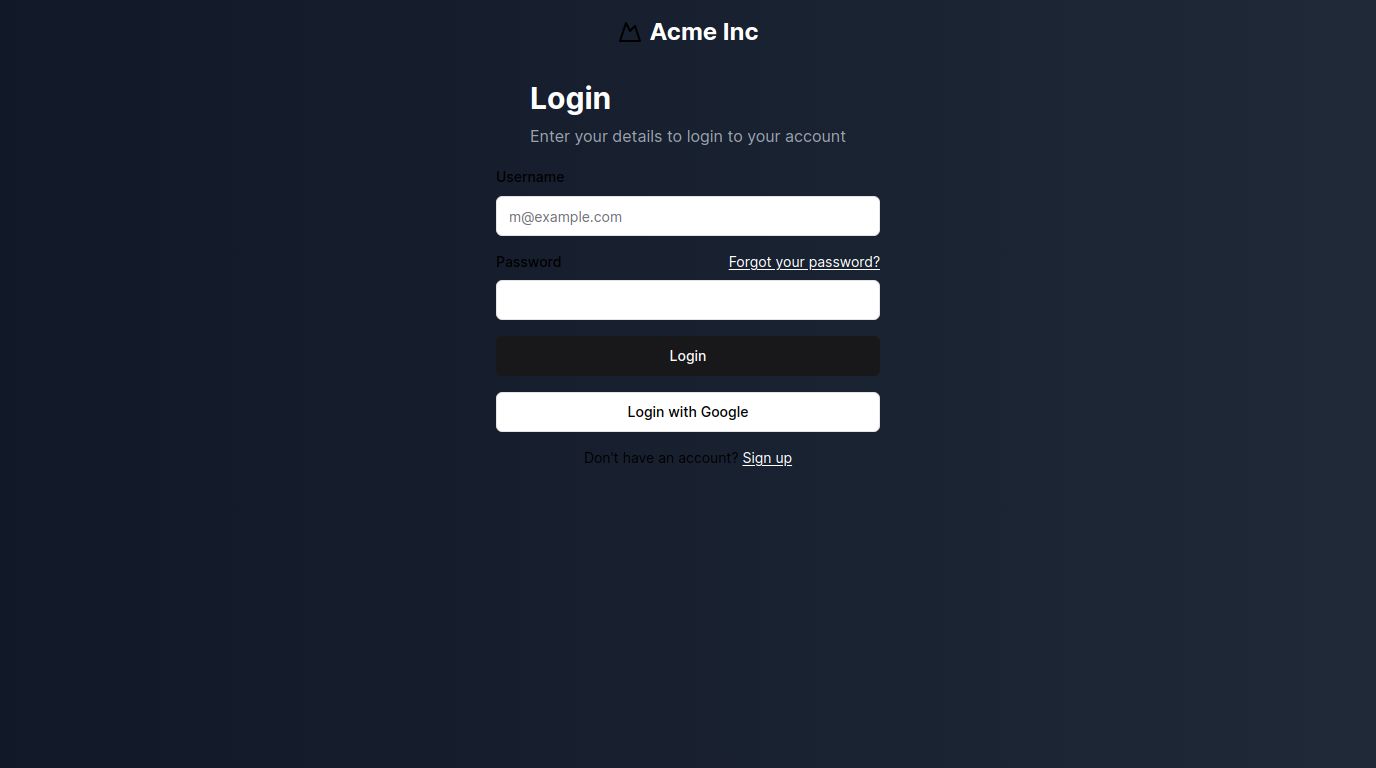 Acme Inc
Login
Enter your details to login to your account
Username
m@example.com
Password Forgot your password?
Login
Login with Google
Don't have an account? Sign up